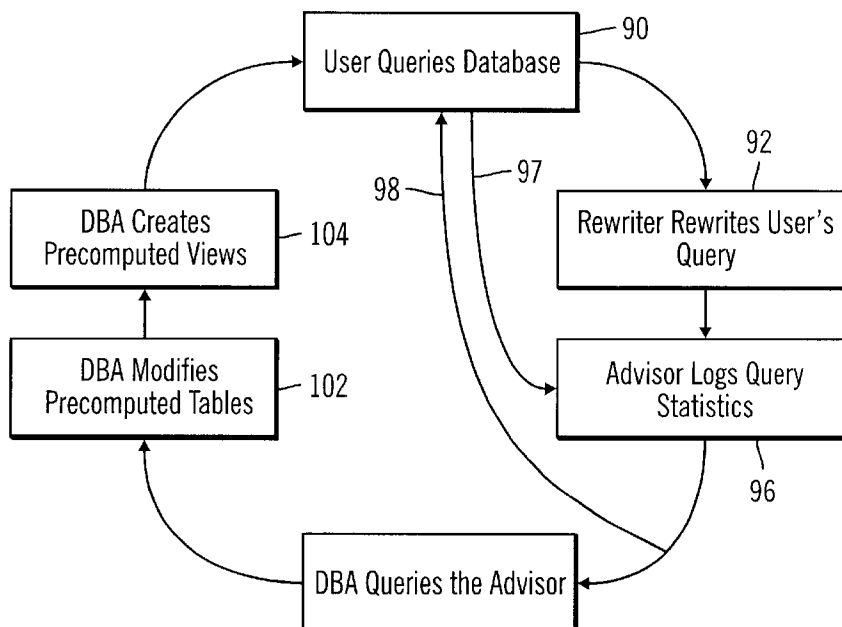 90
User Queries Database
92
98
97
DBA Creates
Precomputed Views
104
Rewriter Rewrites User's
Query
DBA Modifies
Precomputed Tables
102
Advisor Logs Query
Statistics
96
DBA Queries the Advisor